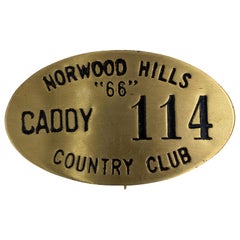 NORWOOD HILLS
"66"
CADDY 114
COUNTRY CLUB